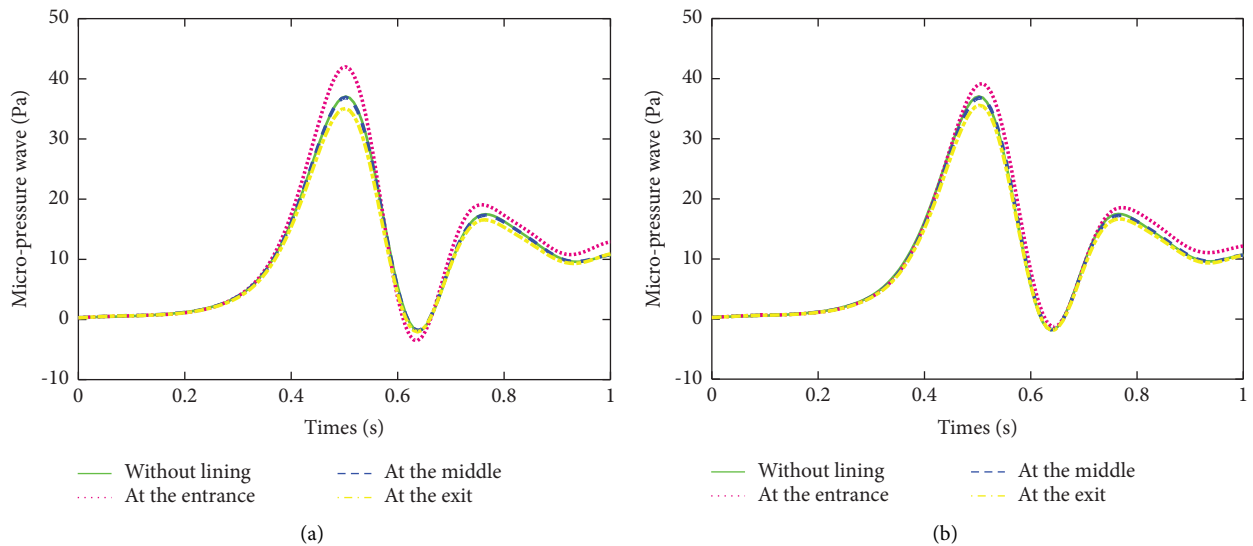 50
40
30
20
10
0
-10
Micro-pressure wave (Pa)
0 0.2 0.4 0.6 0.8 1
Times (s)
Without lining At the middle
At the entrance At the exit
(a)
50
40
30
20
10
0
-10
Micro-pressure wave (Pa)
0 0.2 0.4 0.6 0.8 1
Times (s)
Without lining At the middle
At the entrance At the exit
(b)